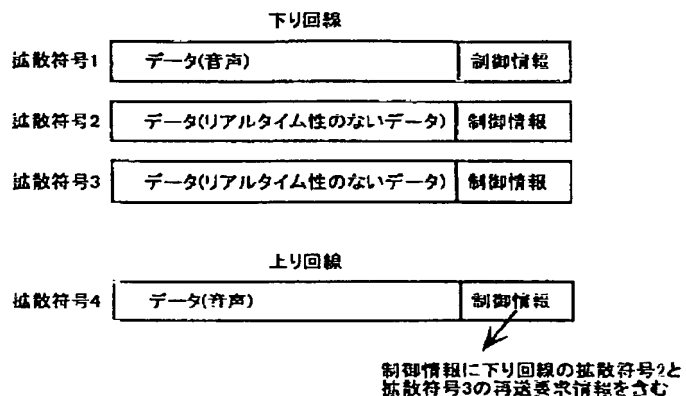 下り回線
拡散符号1 データ(音声) 制御情報
拡散符号2 データ(リアルタイム性のないデータ) 制御情報
拡散符号3 データ(リアルタイム性のないデータ) 制御情報
上り回線
拡散符号4 データ(音声) 制御情報
制御情報に下り回線の拡散符号2と
拡散符号3の再送要求情報を含む